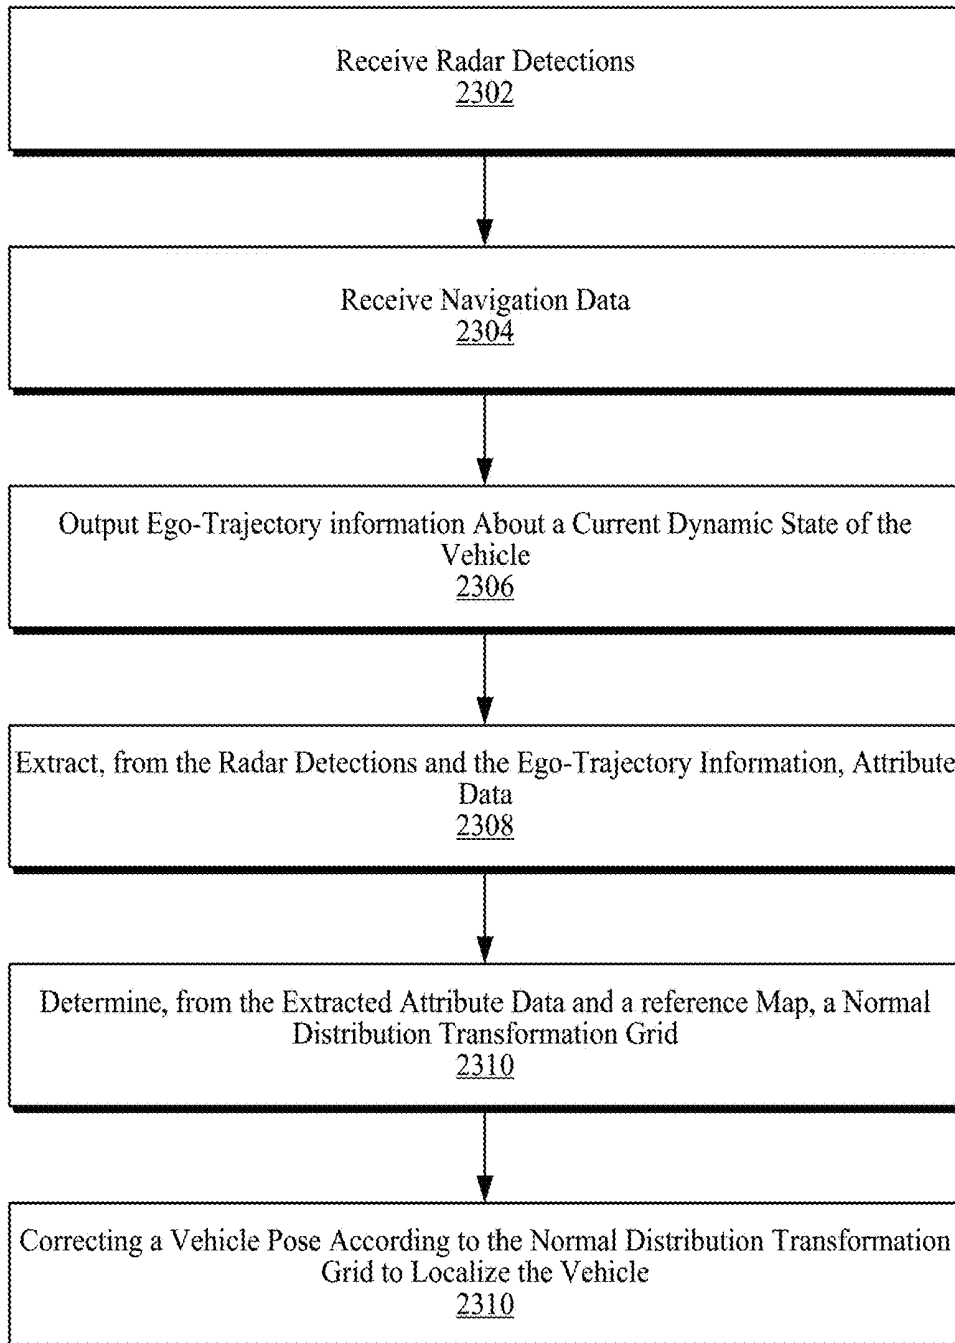 Receive Radar Detections
2302
Receive Navigation Data
2304
Output Ego-Trajectory information About a Current Dynamic State of the
Vehicle
2306
Extract, from the Radar Detections and the Ego-Trajectory Information, Attribute
Data
2308
Determine, from the Extracted Attribute Data and a reference Map, a Normal
Distribution Transformation Grid
2310
Correcting a Vehicle Pose According to the Normal Distribution Transformation
Grid to Localize the Vehicle
2310